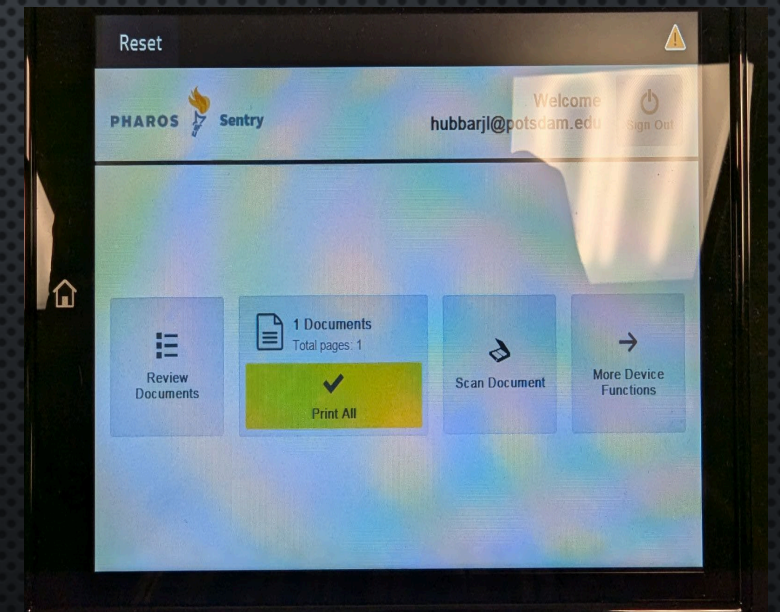 Reset
PHAROS Sentry
Welcome
hubbarjl@potsdam.edu
Sign Out
Review
Documents
1 Documents
Total pages: 1
Print All
Scan Document
More Device
Functions